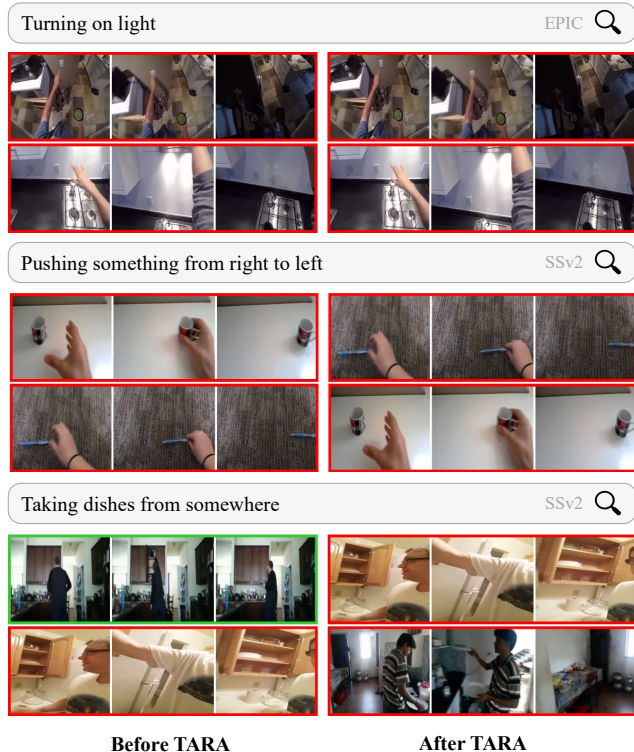 Turning on light EPIC
Pushing something from right to left SSv2
Taking dishes from somewhere SSv2
Before TARA After TARA